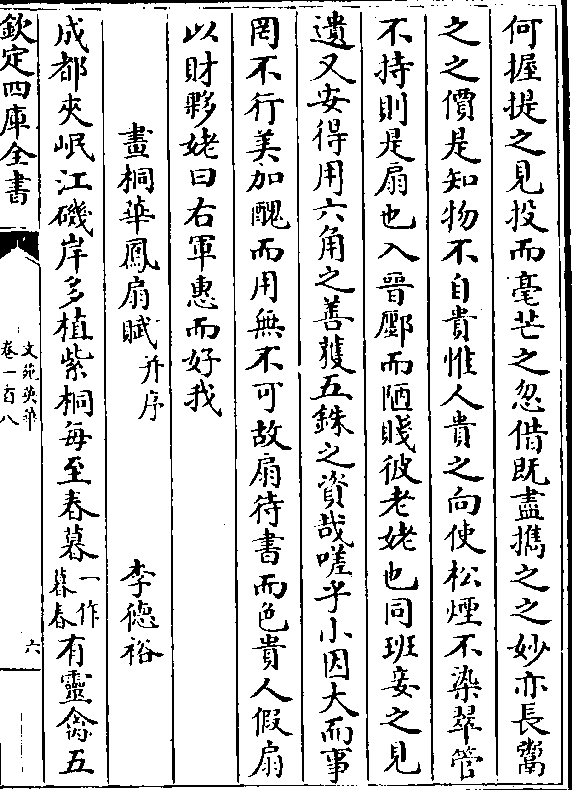 何握提之見投而毫芒之忽借既盡攜之之妙亦長鬻
之之價是知物不自貴惟人貴之向使松煙不染翠管
不持則是扇也入晉酈而陋賤彼老姥也同班妾之見
遺又安得用六角之善獲五銖之資哉嗟乎小因大而事
罔不行美加醜而用無不可故扇待書而色貴人假扇
以財夥姥曰右軍惠而好我
畫桐華鳳扇賦并序 李德裕
成都夾岷江磯岸多植紫桐每至春暮一作暮春有靈禽五
欽定四庫全書
文苑英華
卷一百八
六